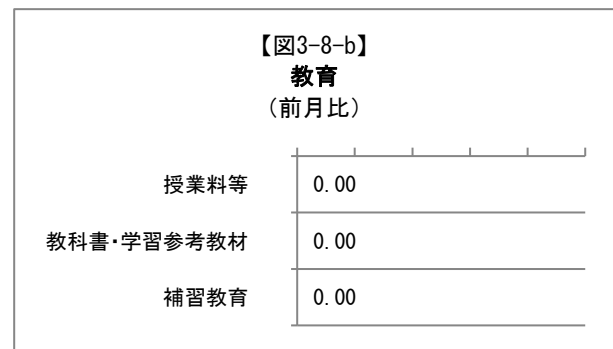 【図3-8-b】
教育
（前月比）
授業料等 0.00
教科書・学習参考教材 0.00
補習教育 0.00